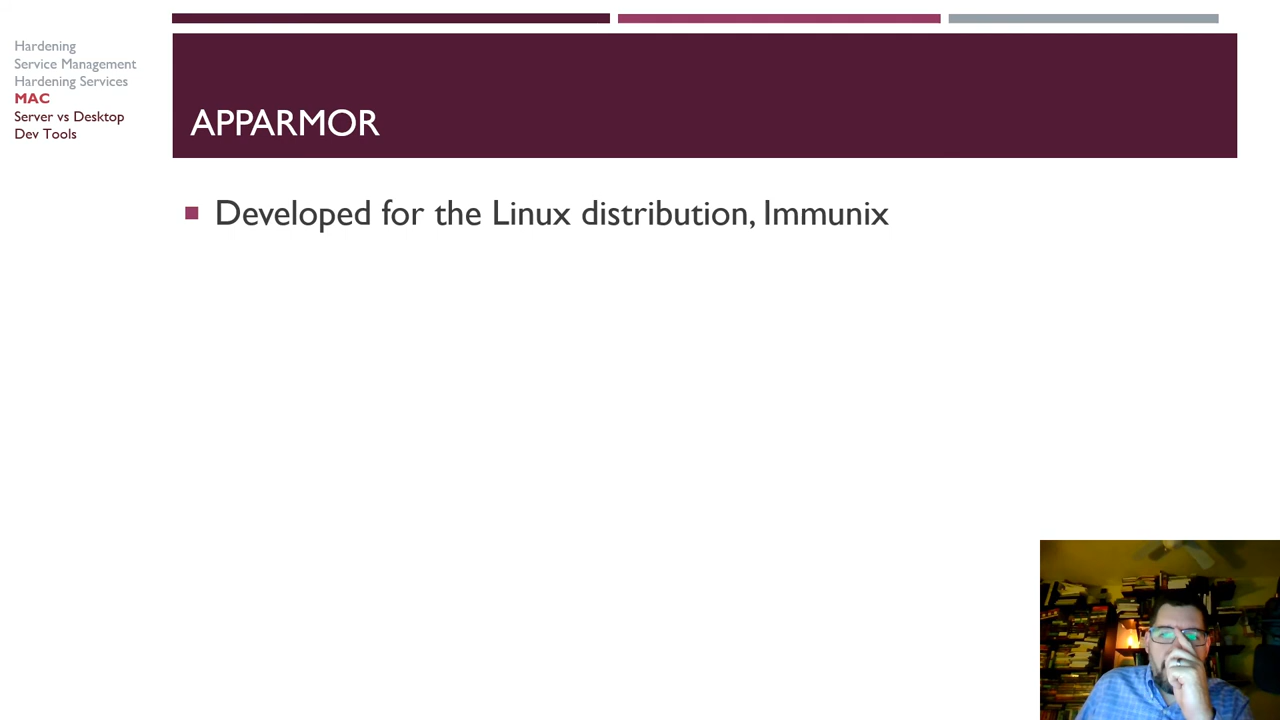 Hardening
Service Management
Hardening Services
MAC
Server vs Desktop
Dev Tools
APPARMOR
Developed for the Linux distribution, Immunix